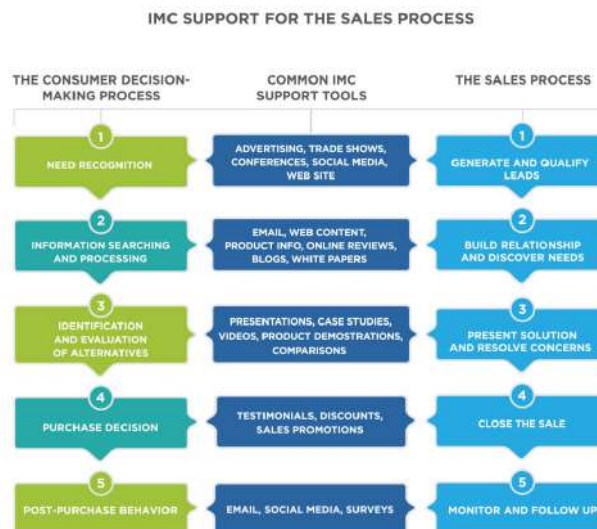 IMC SUPPORT FOR THE SALES PROCESS
THE CONSUMER DECISION-
MAKING PROCESS
COMMON IMC
SUPPORT TOOLS
THE SALES PROCESS
1
NEED RECOGNITION
ADVERTISING, TRADE SHOWS,
CONFERENCES, SOCIAL MEDIA,
WEB SITE
1
GENERATE AND QUALIFY
LEADS
2
INFORMATION SEARCHING
AND PROCESSING
EMAIL, WEB CONTENT,
PRODUCT INFO, ONLINE REVIEWS,
BLOGS, WHITE PAPERS
2
BUILD RELATIONSHIP
AND DISCOVER NEEDS
3
IDENTIFICATION
AND EVALUATION
OF ALTERNATIVES
PRESENTATIONS, CASE STUDIES,
VIDEOS, PRODUCT DEMOSTRATIONS,
COMPARISONS
3
PRESENT SOLUTION
AND RESOLVE CONCERNS
4
PURCHASE DECISION
TESTIMONIALS, DISCOUNTS,
SALES PROMOTIONS
4
CLOSE THE SALE
5
POST-PURCHASE BEHAVIOR
EMAIL, SOCIAL MEDIA, SURVEYS
5
MONITOR AND FOLLOW UP